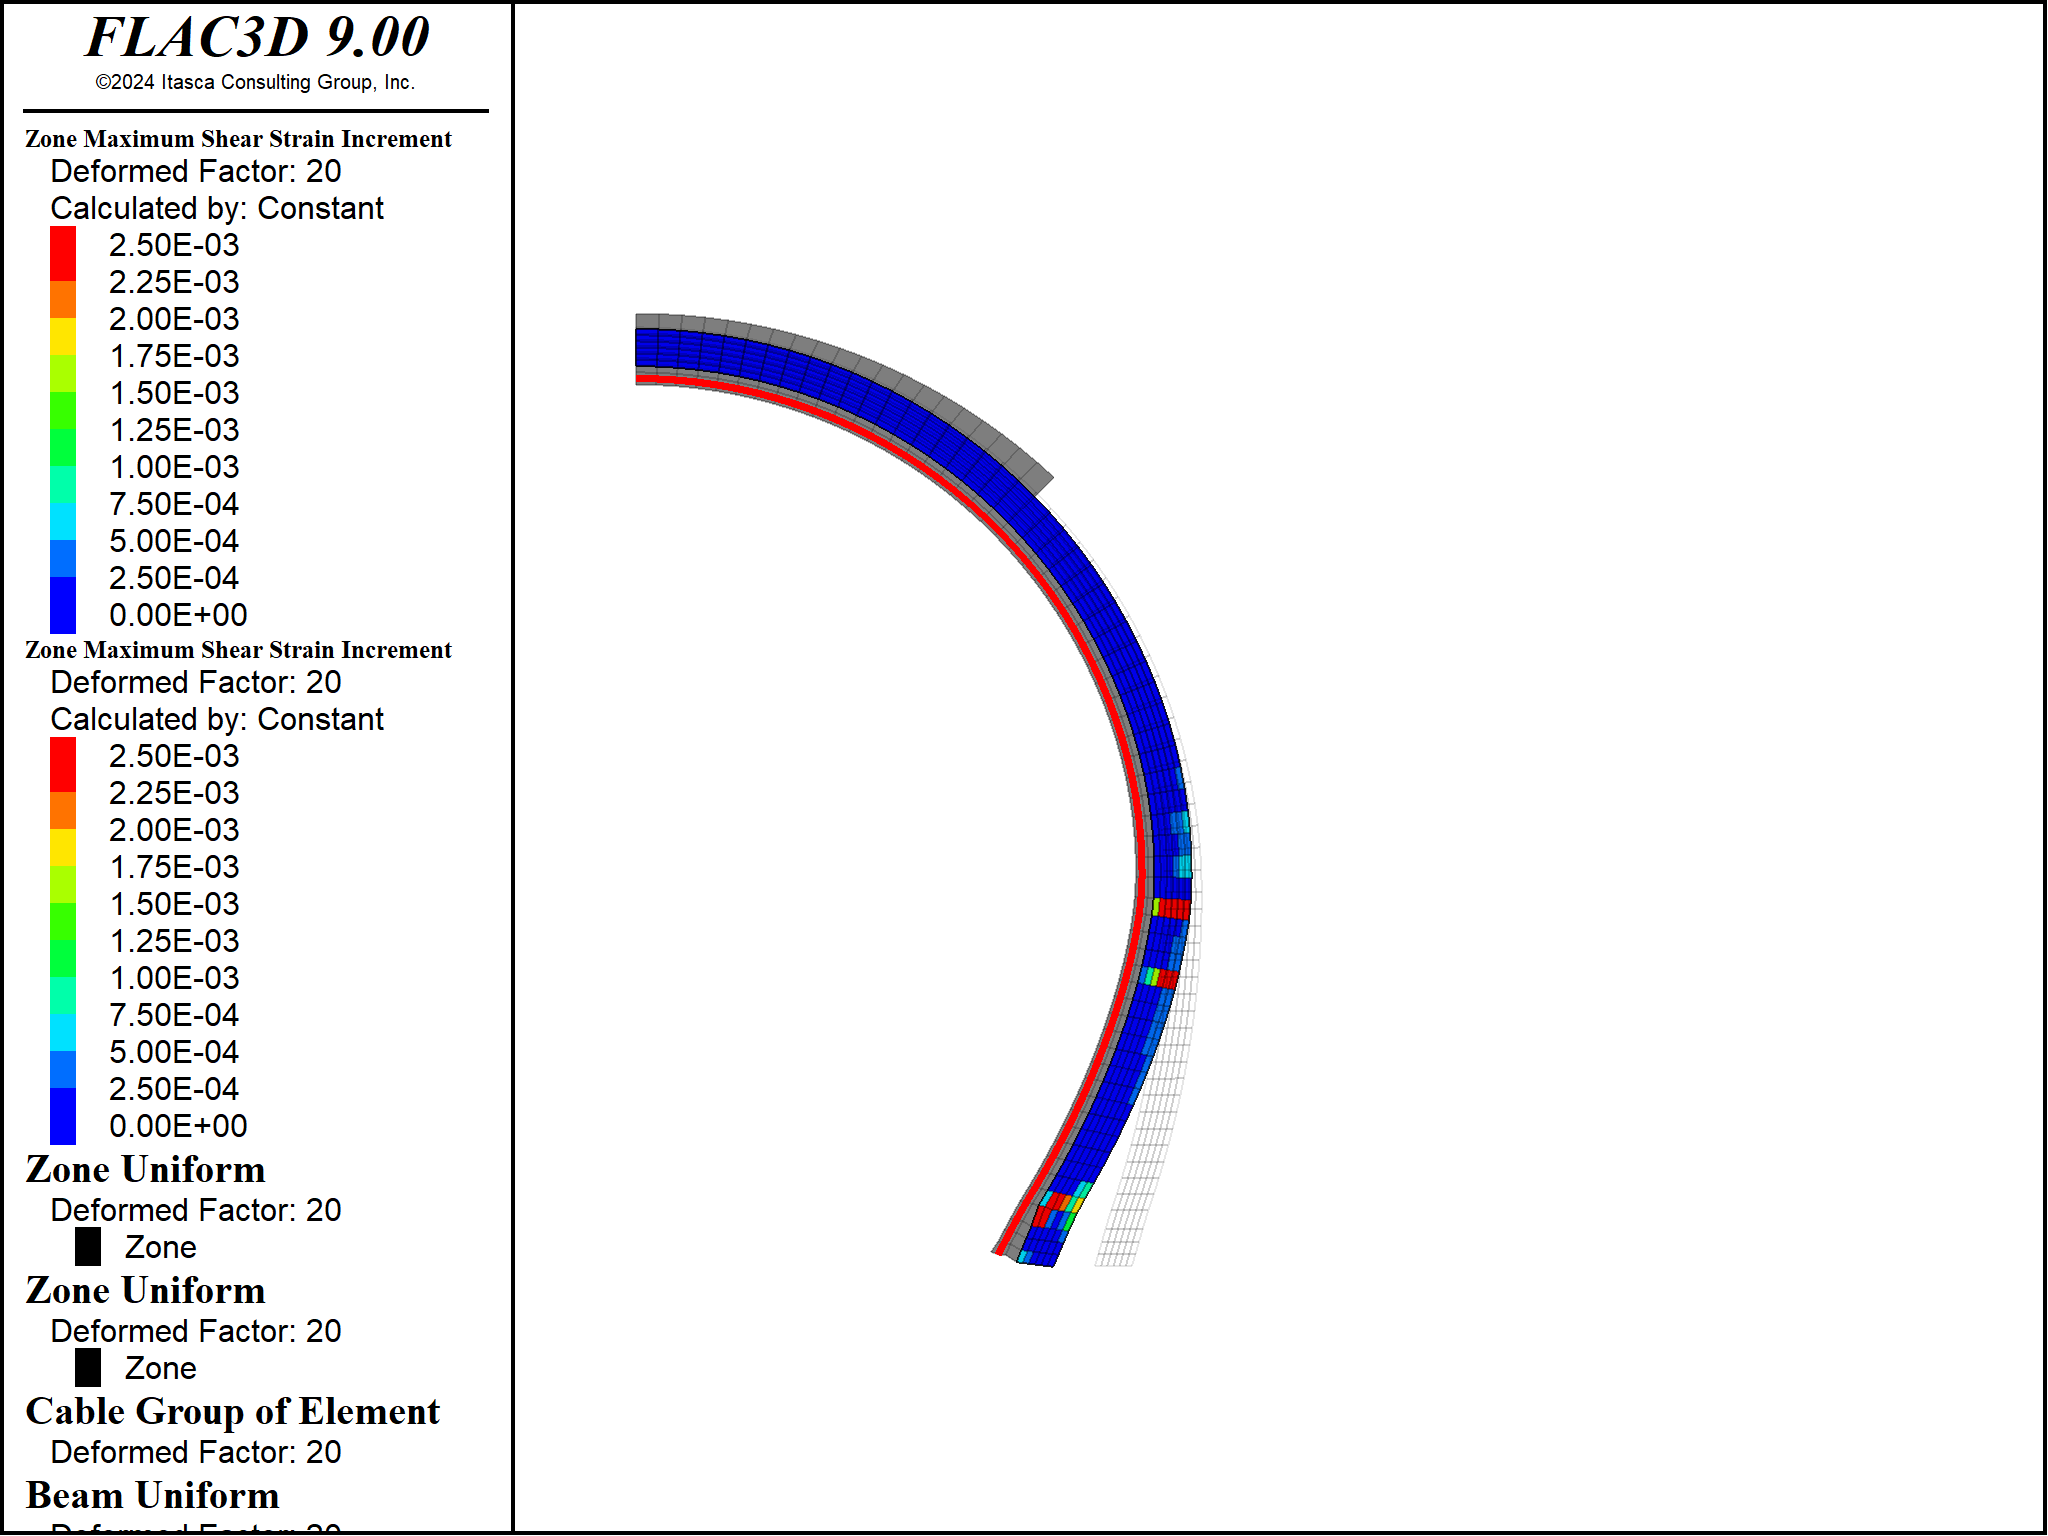 FLAC3D 9.00
©2024 Itasca Consulting Group, Inc.
Zone Maximum Shear Strain Increment
Deformed Factor: 20
Calculated by: Constant
2.50E-03
2.25E-03
2.00E-03
1.75E-03
1.50E-03
1.25E-03
1.00E-03
7.50E-04
5.00E-04
2.50E-04
0.00E+00
Zone Maximum Shear Strain Increment
Deformed Factor: 20
Calculated by: Constant
2.50E-03
2.25E-03
2.00E-03
1.75E-03
1.50E-03
1.25E-03
1.00E-03
7.50E-04
5.00E-04
2.50E-04
0.00E+00
Zone Uniform
Deformed Factor: 20
Zone
Zone Uniform
Deformed Factor: 20
Zone
Cable Group of Element
Deformed Factor: 20
Beam Uniform
Deformed Factor: 20